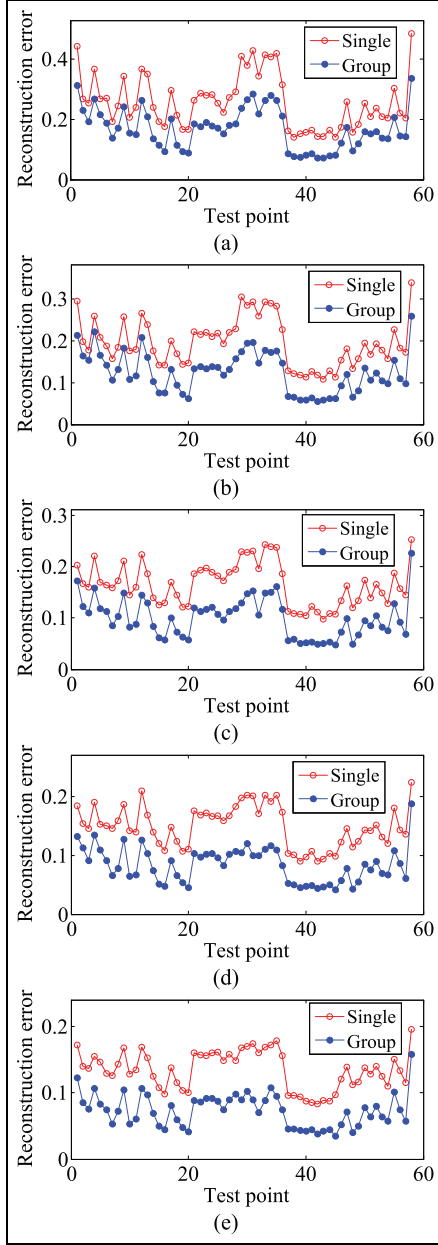 Reconstruction error
0.4
0.2
0
Single
Group
0
20
40
60
Test point
(a)
Reconstruction error
0.3
0.2
0.1
0
Single
Group
0
20
40
60
Test point
(b)
Reconstruction error
0.3
0.2
0.1
0
Single
Group
0
20
40
60
Test point
(c)
Reconstruction error
0.2
0.1
0
Single
Group
0
20
40
60
Test point
(d)
Reconstruction error
0.2
0.1
0
Single
Group
0
20
40
60
Test point
(e)